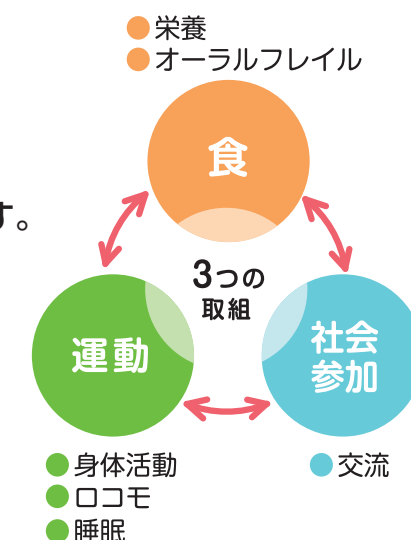 栄養
オーラルフレイル
食
す。
3つの
取組
運動
社会
参加
身体活動
ロコモ
睡眠
交流